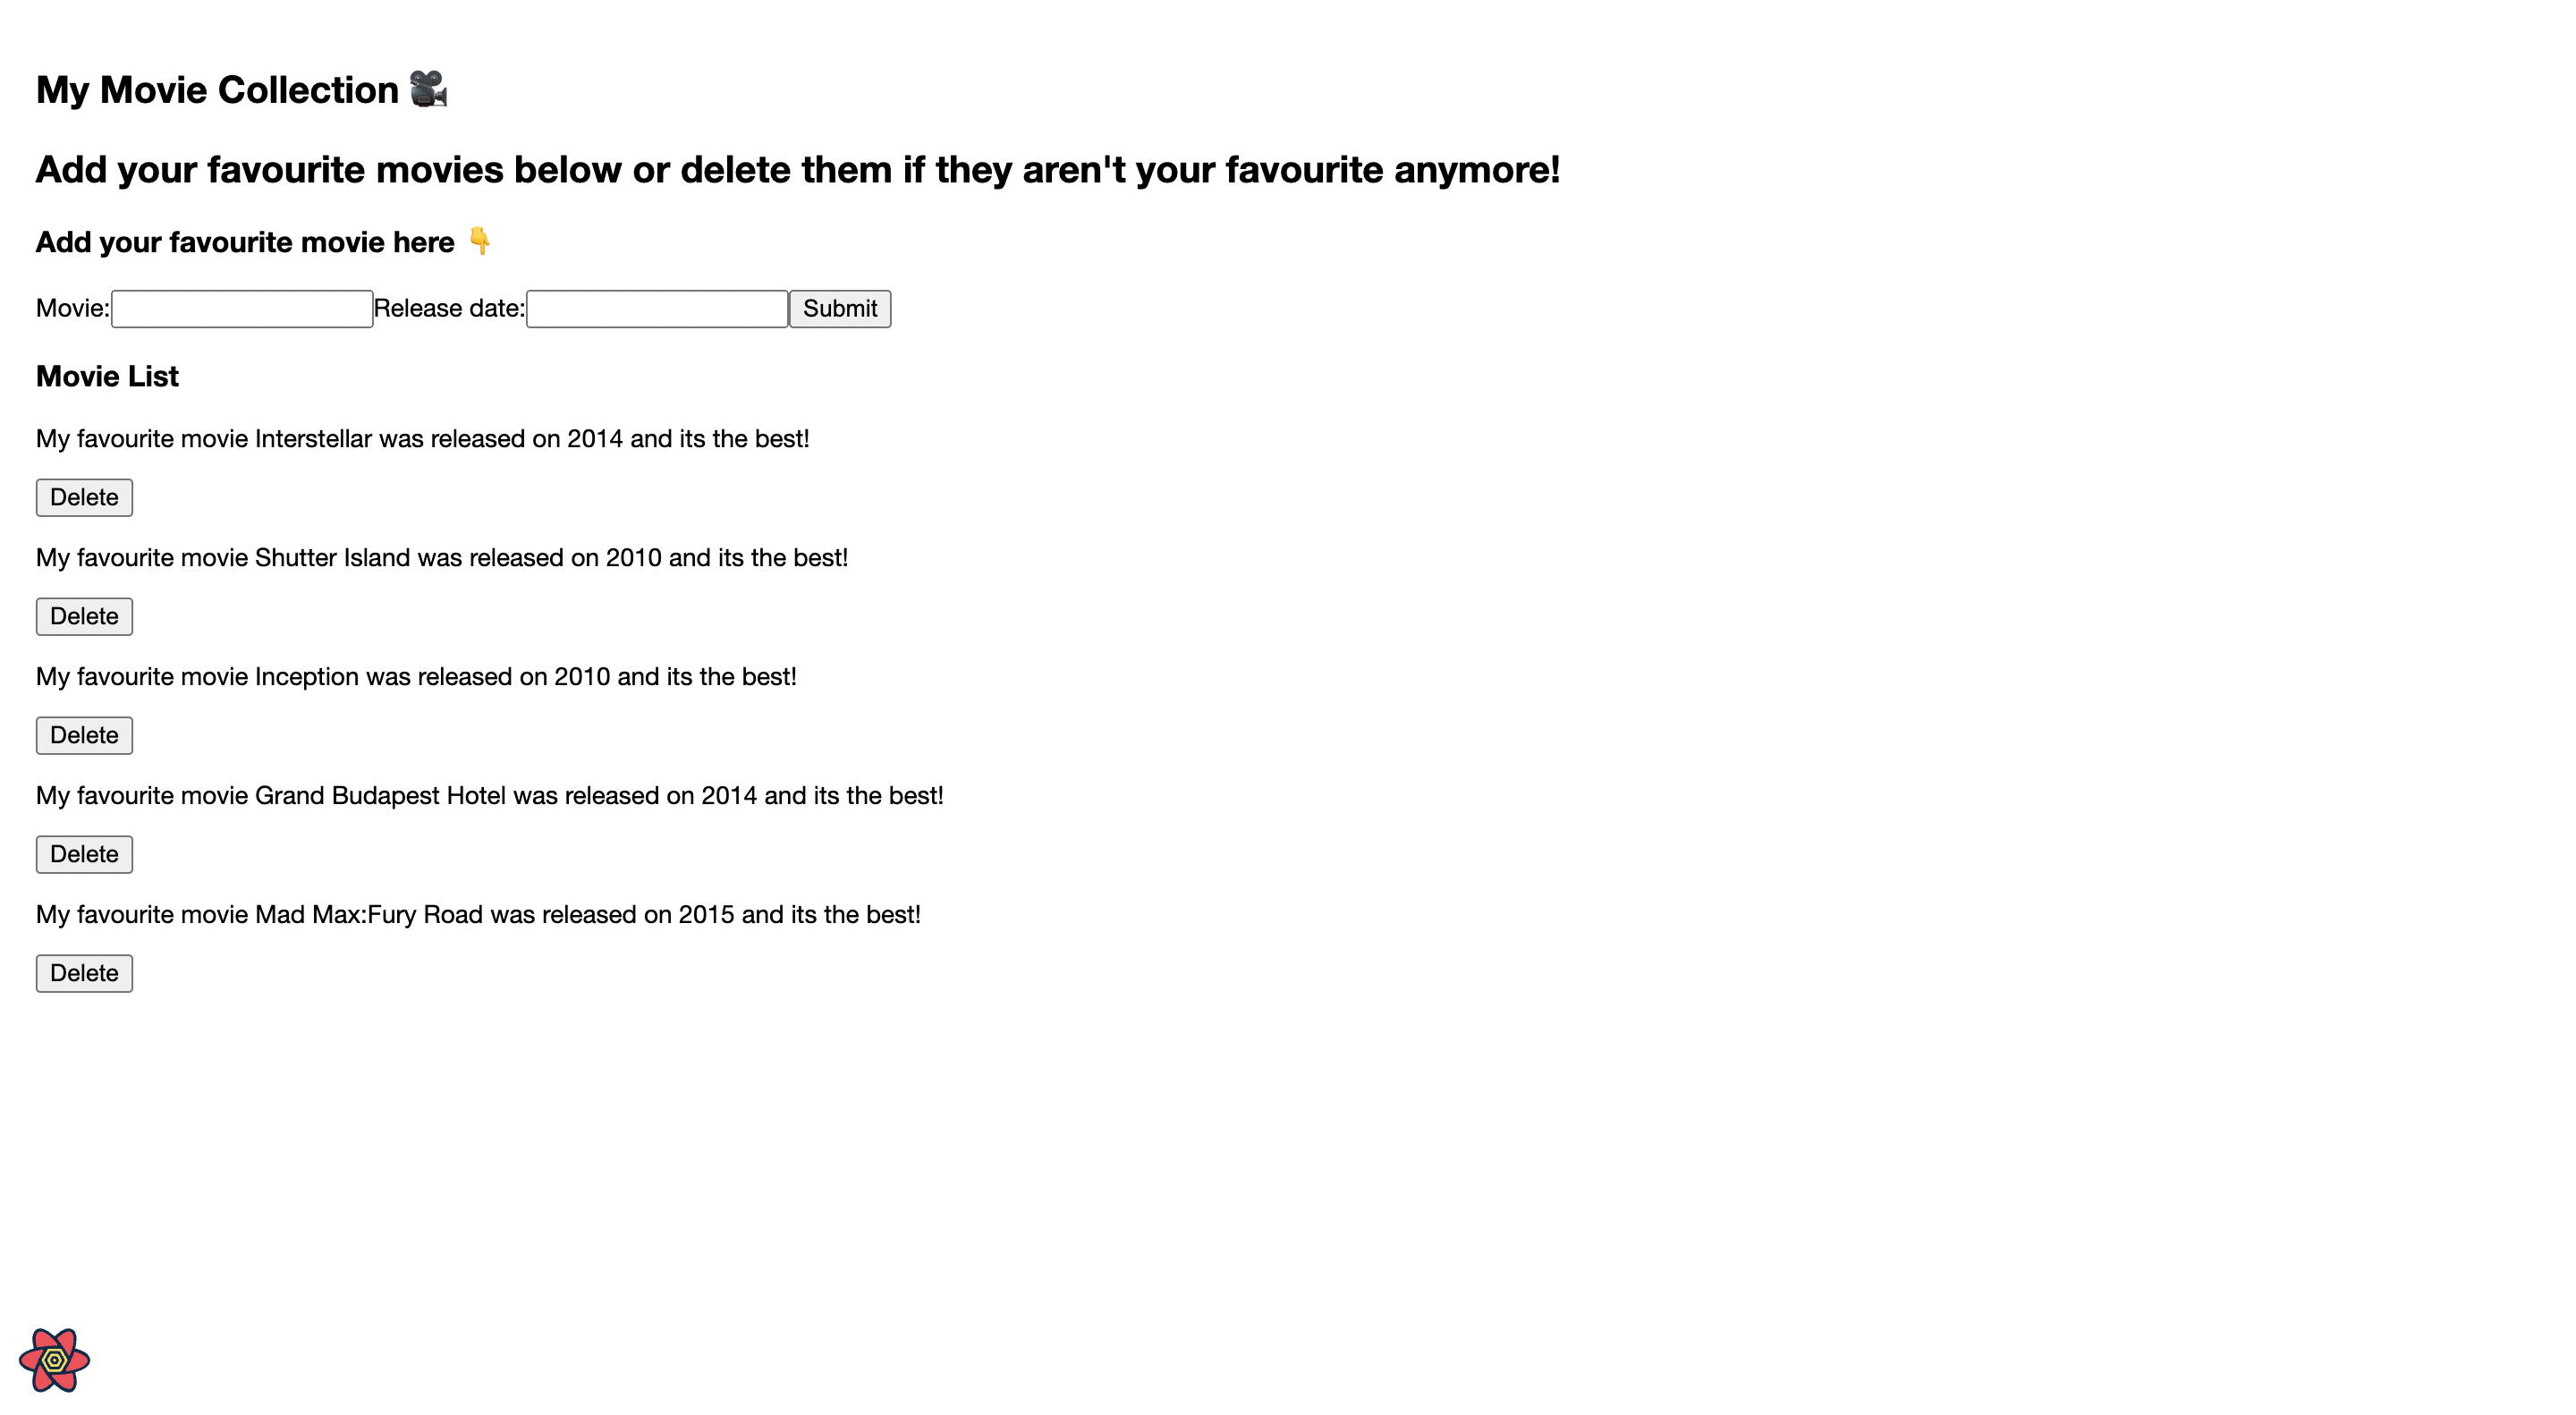 My Movie Collection 🎥
Add your favourite movies below or delete them if they aren't your favourite anymore!
Add your favourite movie here 👇
Movie: Release date: Submit
Movie List
My favourite movie Interstellar was released on 2014 and its the best!
Delete
My favourite movie Shutter Island was released on 2010 and its the best!
Delete
My favourite movie Inception was released on 2010 and its the best!
Delete
My favourite movie Grand Budapest Hotel was released on 2014 and its the best!
Delete
My favourite movie Mad Max:Fury Road was released on 2015 and its the best!
Delete